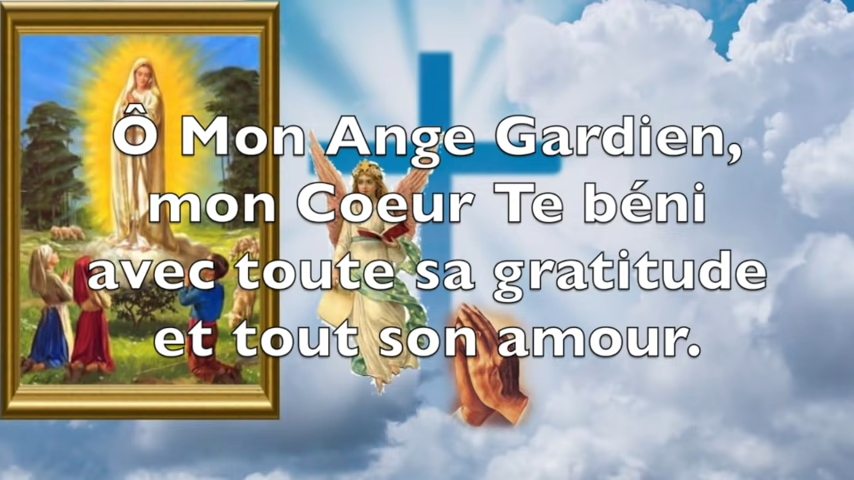 Ô Mon Ange Gardien,
mon Coeur Te béni
avec toute sa gratitude
et tout son amour.